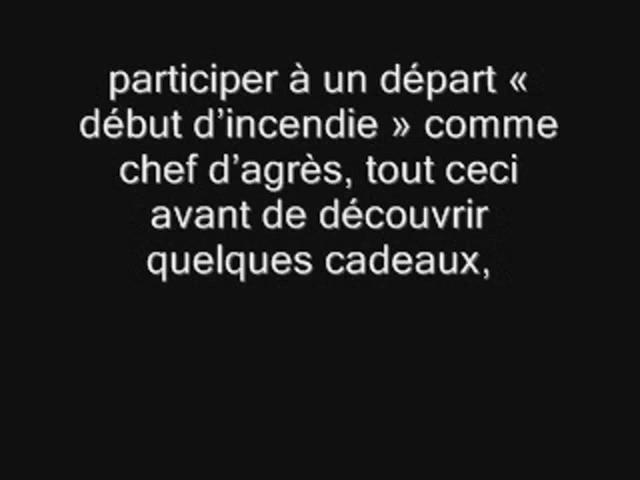 participer à un départ «
début d’incendie » comme
chef d’agrès, tout ceci
avant de découvrir
quelques cadeaux,